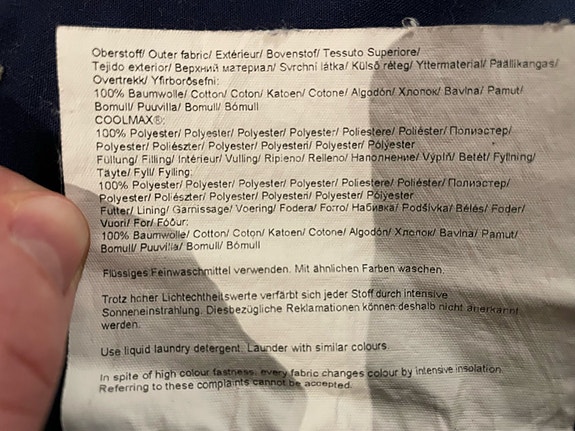 Oberstoff/ Outer fabric/ Extérieur/ Bovenstof/ Tessuto Superiore/
Tejido exterior/ Верхний материал/ Svrchní látka/ Külső réteg/ Yttermaterial/ Päällikangas/
Overtrekk/ Yfirborðsefni:
100% Baumwolle/ Cotton/ Coton/ Katoen/ Cotone/ Algodón/ Хлопок/ Bavlna/ Pamut/
Bomull/ Puuvilla/ Bomull/ Bómull
COOLMAX®:
100% Polyester/ Polyester/ Polyester/ Polyester/ Poliestere/ Poliéster/ Полиэстер/
Polyester/ Poliészter/ Polyester/ Polyesteri/ Polyester/ Pólýester
Füllung/ Filling/ Intérieur/ Vulling/ Ripieno/ Relleno/ Наполнение/ Výplň/ Betét/ Fyllning/
Täyte/ Fyll/ Fylling:
100% Polyester/ Polyester/ Polyester/ Polyester/ Poliestere/ Poliéster/ Полиэстер/
Polyester/ Poliészter/ Polyester/ Polyesteri/ Polyester/ Pólýester
Futter/ Lining/ Garnissage/ Voering/ Fodera/ Forro/ Набивка/ Podšívka/ Bélés/ Foder/
Vuori/ For/ Fóður:
100% Baumwolle/ Cotton/ Coton/ Katoen/ Cotone/ Algodón/ Хлопок/ Bavlna/ Pamut/
Bomull/ Puuvilla/ Bomull/ Bómull
Flüssiges Feinwaschmittel verwenden. Mit ähnlichen Farben waschen.
Trotz hoher Lichtechtheitswerte verfärbt sich jeder Stoff durch intensive
Sonneneinstrahlung. Diesbezügliche Reklamationen können deshalb nicht anerkannt
werden.
Use liquid laundry detergent. Launder with similar colours.
In spite of high colour fastness, every fabric changes colour by intensive insolation.
Referring to these complaints cannot be accepted.